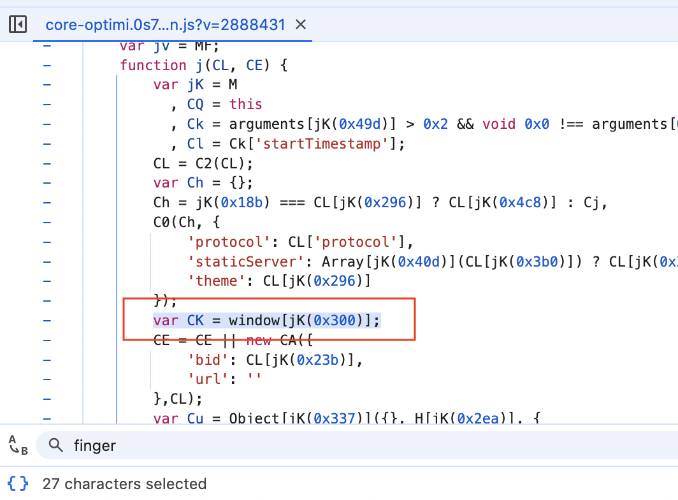 core-optimi.0s7...n.js?v=2888431 ×
var jv = MF;
function j(CL, CE) {
var jK = M
, CQ = this
, Ck = arguments[jK(0x49d)] > 0x2 && void 0x0 !== arguments[
, Cl = Ck['startTimestamp'];
CL = C2(CL);
var Ch = {};
Ch = jK(0x18b) === CL[jK(0x296)] ? CL[jK(0x4c8)] : Cj,
C0(Ch, {
'protocol': CL['protocol'],
'staticServer': Array[jK(0x40d)](CL[jK(0x3b0)]) ? CL[jK(0x
'theme': CL[jK(0x296)]
});
var CK = window[jK(0x300)];
CE = CE || new CA({
'bid': CL[jK(0x23b)],
'url': ''
},CL);
var Cu = Object[jK(0x337)]({}, H[jK(0x2ea)], {
A B
finger
{} 27 characters selected